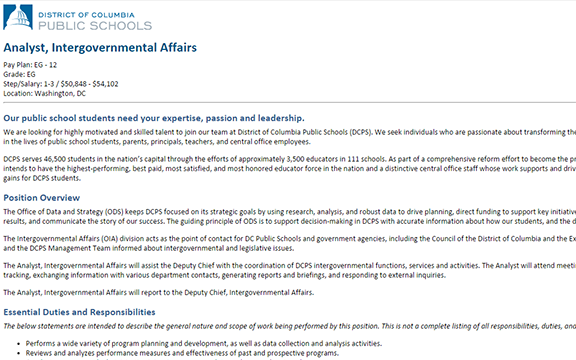 DISTRICT OF COLUMBIA
PUBLIC SCHOOLS
Analyst, Intergovernmental Affairs
Pay Plan: EG - 12
Grade: EG
Step/Salary: 1-3 / $50,848 - $54,102
Location: Washington, DC
Our public school students need your expertise, passion and leadership.
We are looking for highly motivated and skilled talent to join our team at District of Columbia Public Schools (DCPS). We seek individuals who are passionate about transforming the
in the lives of public school students, parents, principals, teachers, and central office employees.
DCPS serves 46,500 students in the nation's capital through the efforts of approximately 3,500 educators in 111 schools. As part of a comprehensive reform effort to become the pr
intends to have the highest-performing, best paid, most satisfied, and most honored educator force in the nation and a distinctive central office staff whose work supports and driv
gains for DCPS students.
Position Overview
The Office of Data and Strategy (ODS) keeps DCPS focused on its strategic goals by using research, analysis, and robust data to drive planning, direct funding to support key initiative
results, and communicate the story of our success. The guiding principle of ODS is to support decision-making in DCPS with accurate information about how our students, and the d
The Intergovernmental Affairs (OIA) division acts as the point of contact for DC Public Schools and government agencies, including the Council of the District of Columbia and the Ex
and the DCPS Management Team informed about intergovernmental and legislative issues.
The Analyst, Intergovernmental Affairs will assist the Deputy Chief with the coordination of DCPS intergovernmental functions, services and activities. The Analyst will attend meeti
tracking, exchanging information with various department contacts, generating reports and briefings, and responding to external inquiries.
The Analyst, Intergovernmental Affairs will report to the Deputy Chief, Intergovernmental Affairs.
Essential Duties and Responsibilities
The below statements are intended to describe the general nature and scope of work being performed by this position. This is not a complete listing of all responsibilities, duties, and
• Performs a wide variety of program planning and development, as well as data collection and analysis activities.
• Reviews and analyzes performance measures and effectiveness of past and prospective programs.